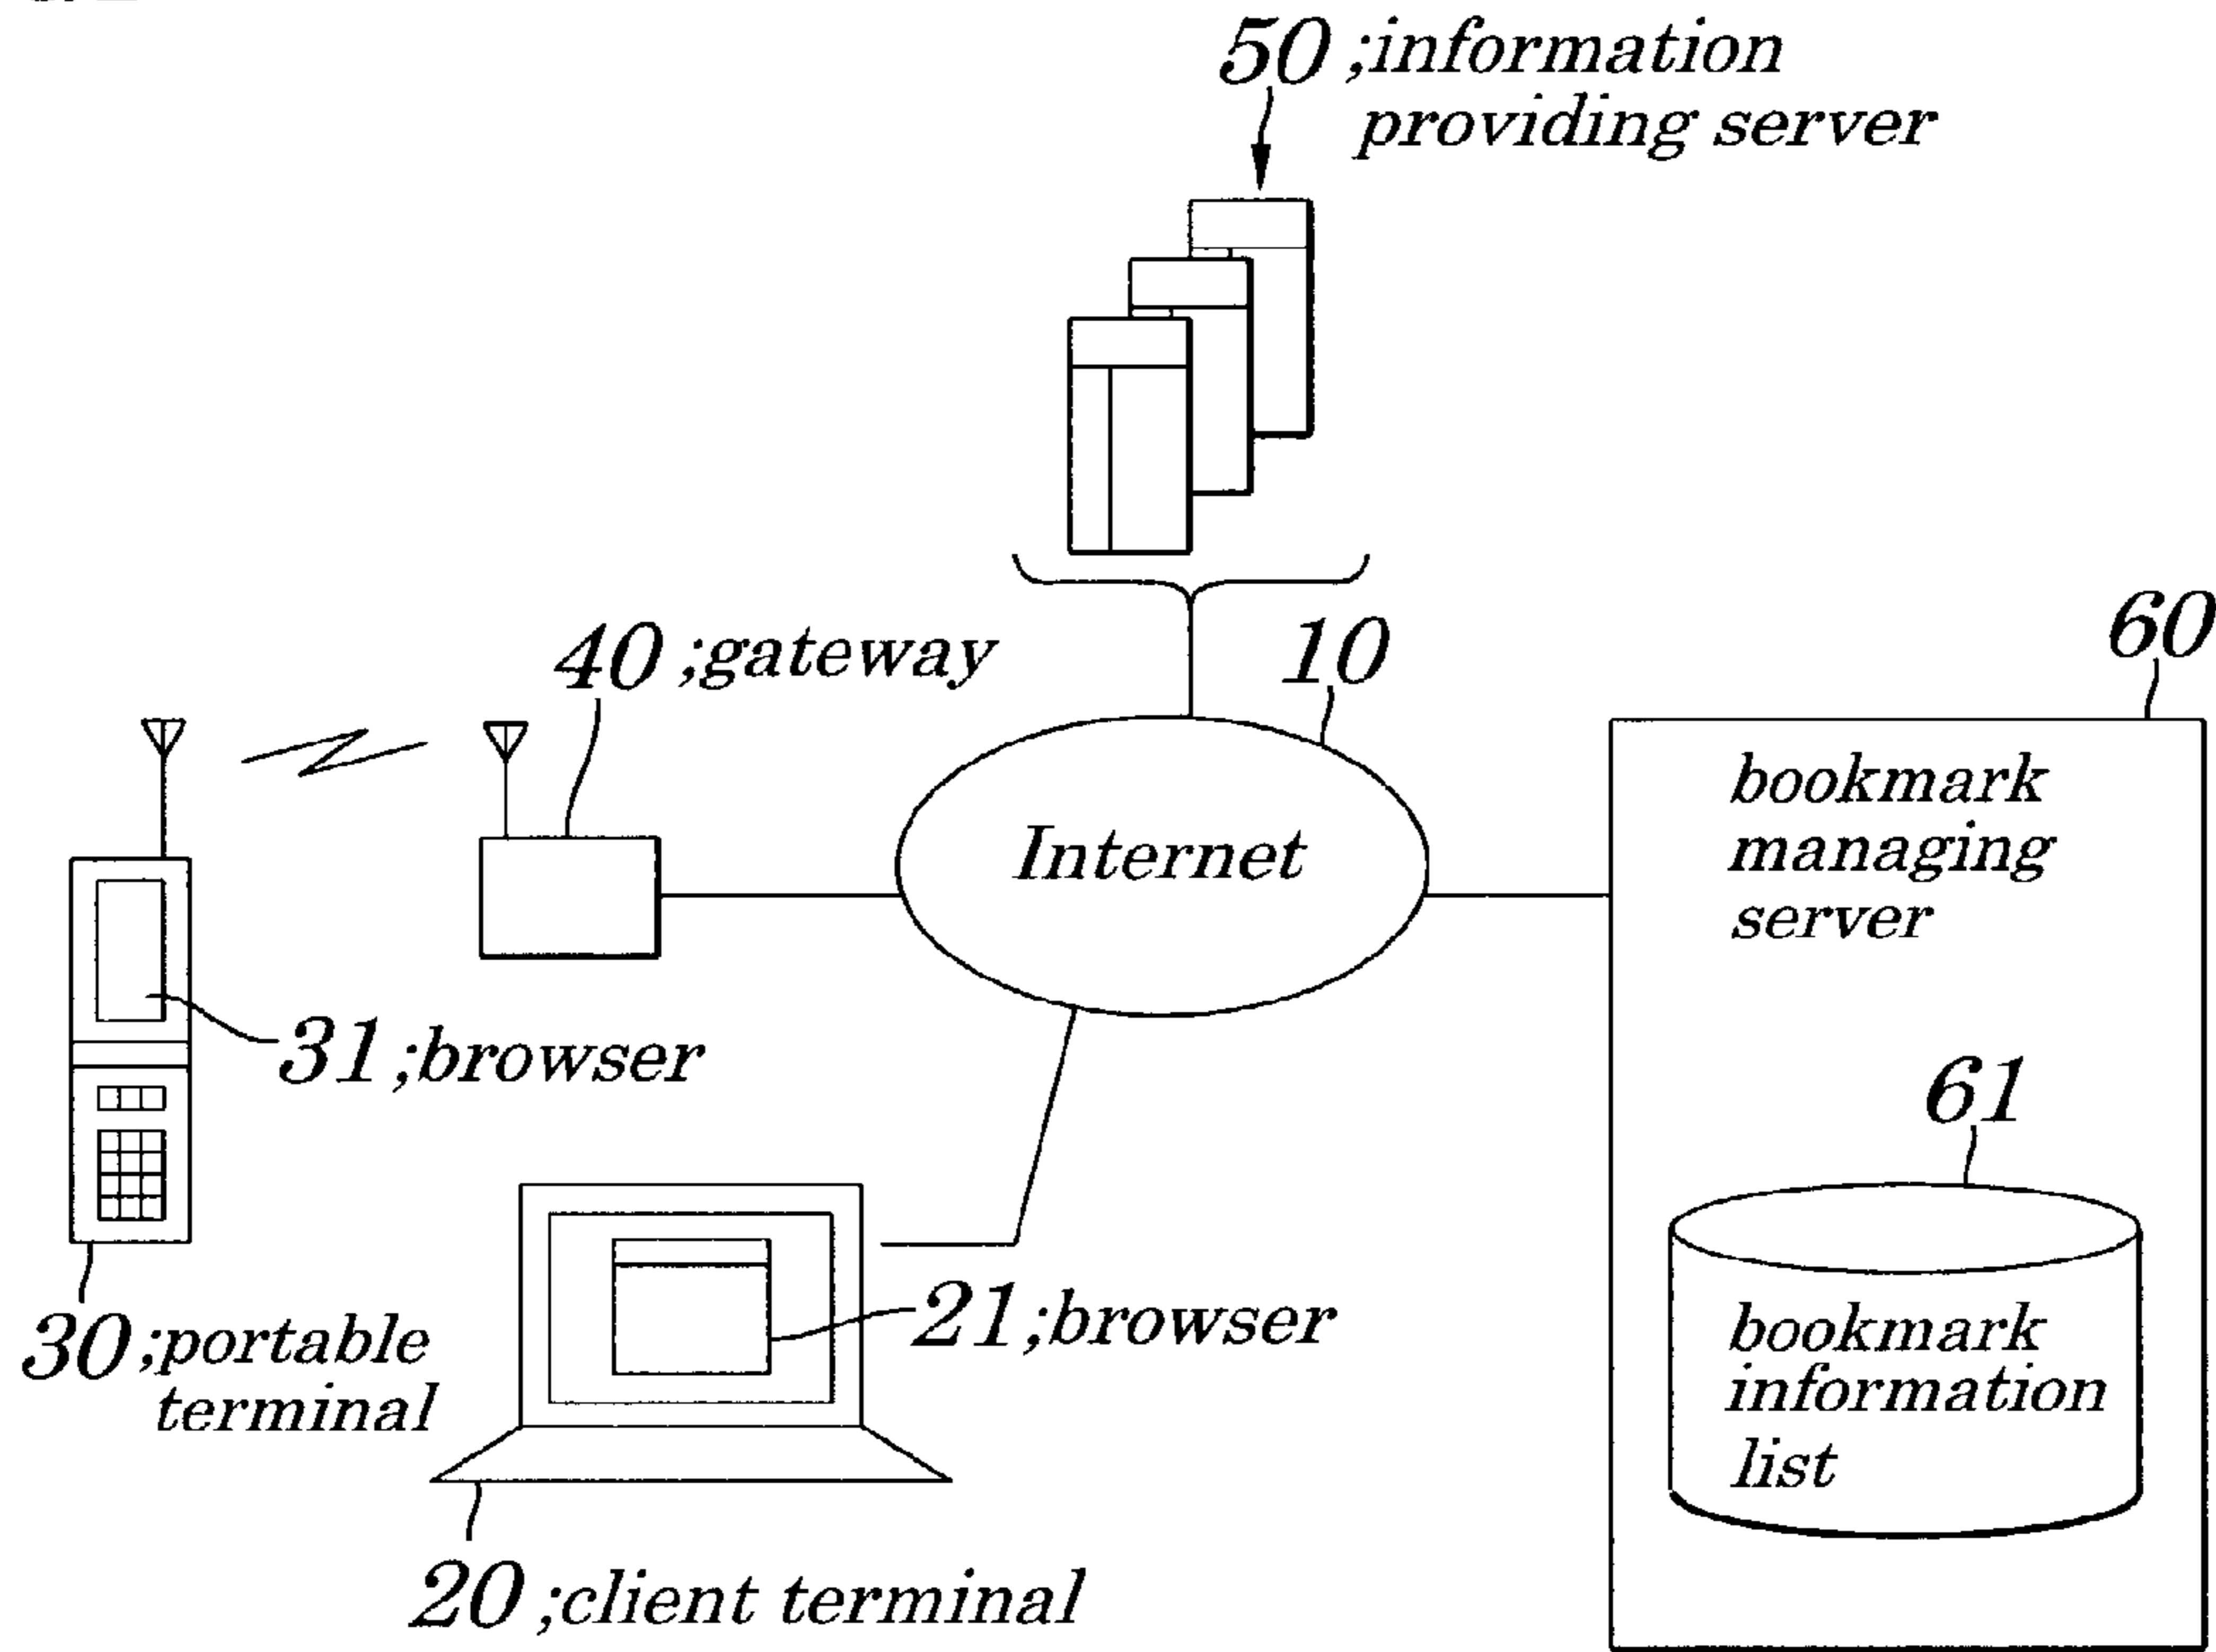 50 ;information
providing server
40 ;gateway
10
60
Internet
bookmark
managing
server
31 ;browser
61
21 ;browser
bookmark
information
list
30 ;portable
terminal
20 ;client terminal